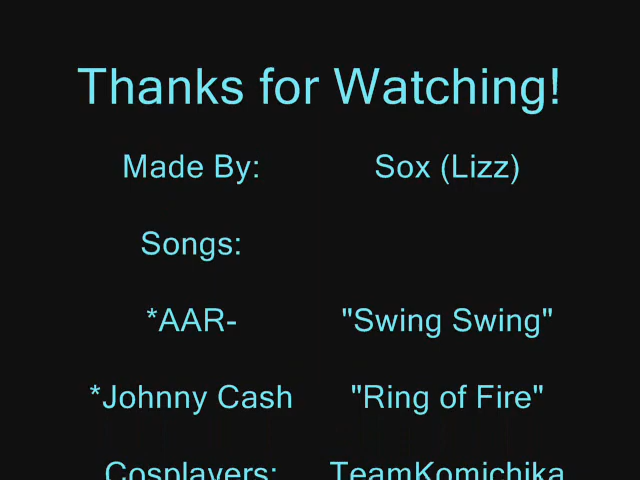 Thanks for Watching!
Made By: Sox (Lizz)
Songs:
*AAR- "Swing Swing"
*Johnny Cash "Ring of Fire"
Cosplayers: TeamKomichika